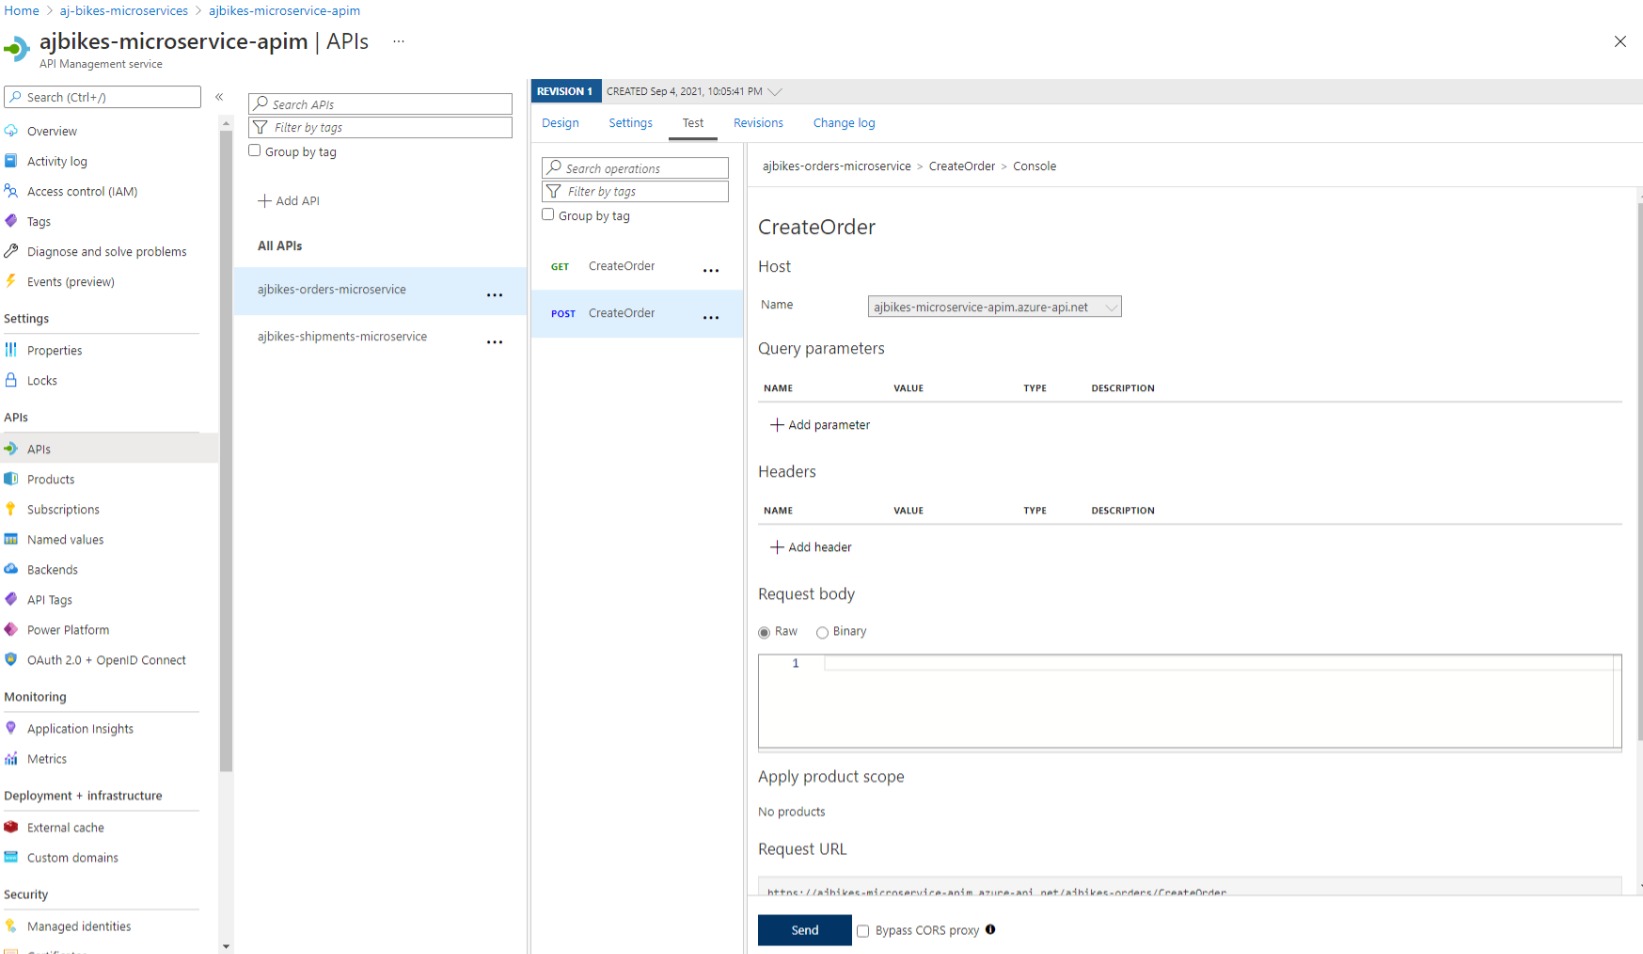 Home > aj-bikes-microservices > ajbikes-microservice-apim
ajbikes-microservice-apim | APIs ...
API Management service
Search (Ctrl+/)
«
Overview
Activity log
Access control (IAM)
Tags
Diagnose and solve problems
Events (preview)
Settings
Properties
Locks
APIs
APIs
Products
Subscriptions
Named values
Backends
API Tags
Power Platform
OAuth 2.0 + OpenID Connect
Monitoring
Application Insights
Metrics
Deployment + infrastructure
External cache
Custom domains
Security
Managed identities
Search APIs
Filter by tags
Group by tag
+ Add API
All APIs
ajbikes-orders-microservice ...
ajbikes-shipments-microservice ...
REVISION 1 CREATED Sep 4, 2021, 10:05:41 PM
Design Settings Test Revisions Change log
Search operations
Filter by tags
Group by tag
GET CreateOrder ...
POST CreateOrder ...
ajbikes-orders-microservice > CreateOrder > Console
CreateOrder
Host
Name ajbikes-microservice-apim.azure-api.net
Query parameters
NAME VALUE TYPE DESCRIPTION
+ Add parameter
Headers
NAME VALUE TYPE DESCRIPTION
+ Add header
Request body
Raw Binary
1
Apply product scope
No products
Request URL
https://ajbikes-microservice-apim.azure-api.net/ajbikes-orders/CreateOrder
Send Bypass CORS proxy